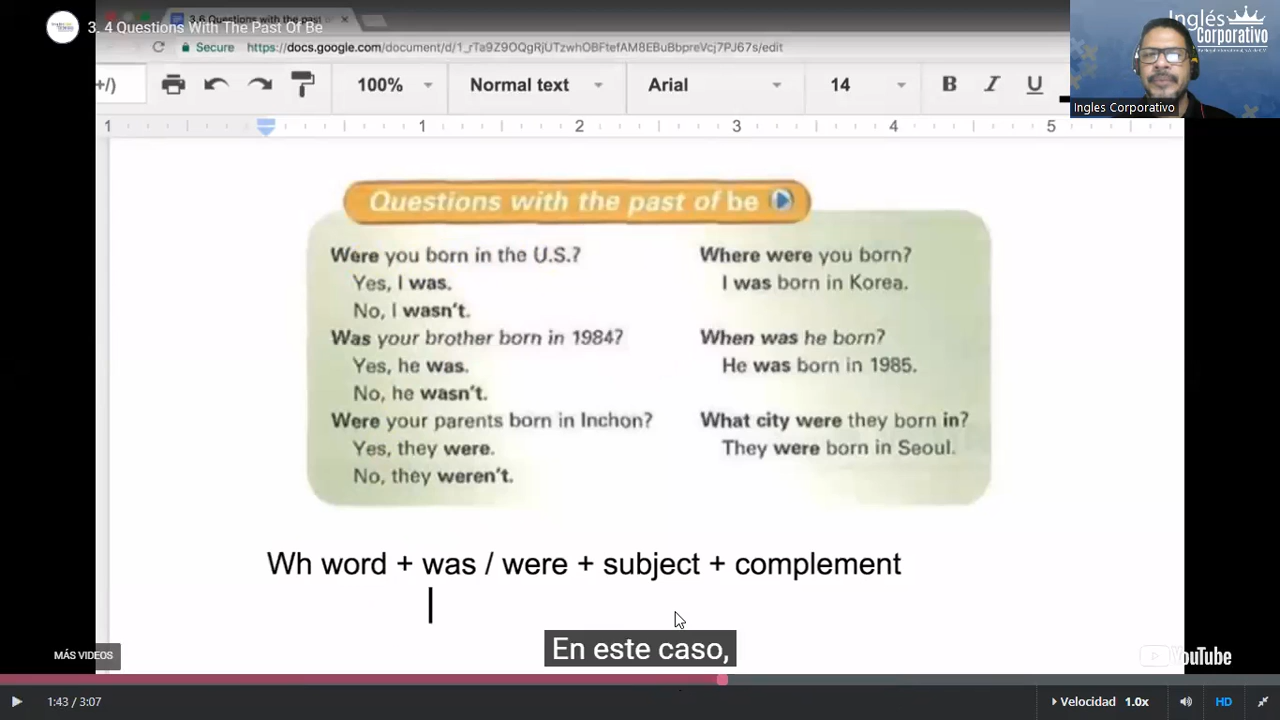 3. 4 Questions With The Past Of Be
Secure https://docs.google.com/document/d/1_rTa9Z9OQgRjUTzwhOBFtefAM8EBuBbpreVcj7PJ67s/edit
+/)
100%
Normal text
Arial
14
B I U
1 1 2 3 4 5
Inglés
Corporativo
Ingles Corporativo
Questions with the past of be
Were you born in the U.S.?
Yes, I was.
No, I wasn't.
Was your brother born in 1984?
Yes, he was.
No, he wasn't.
Were your parents born in Inchon?
Yes, they were.
No, they weren't.
Where were you born?
I was born in Korea.
When was he born?
He was born in 1985.
What city were they born in?
They were born in Seoul.
Wh word + was / were + subject + complement
En este caso,
MÁS VIDEOS
YouTube
1:43 / 3:07
Velocidad 1.0x
HD